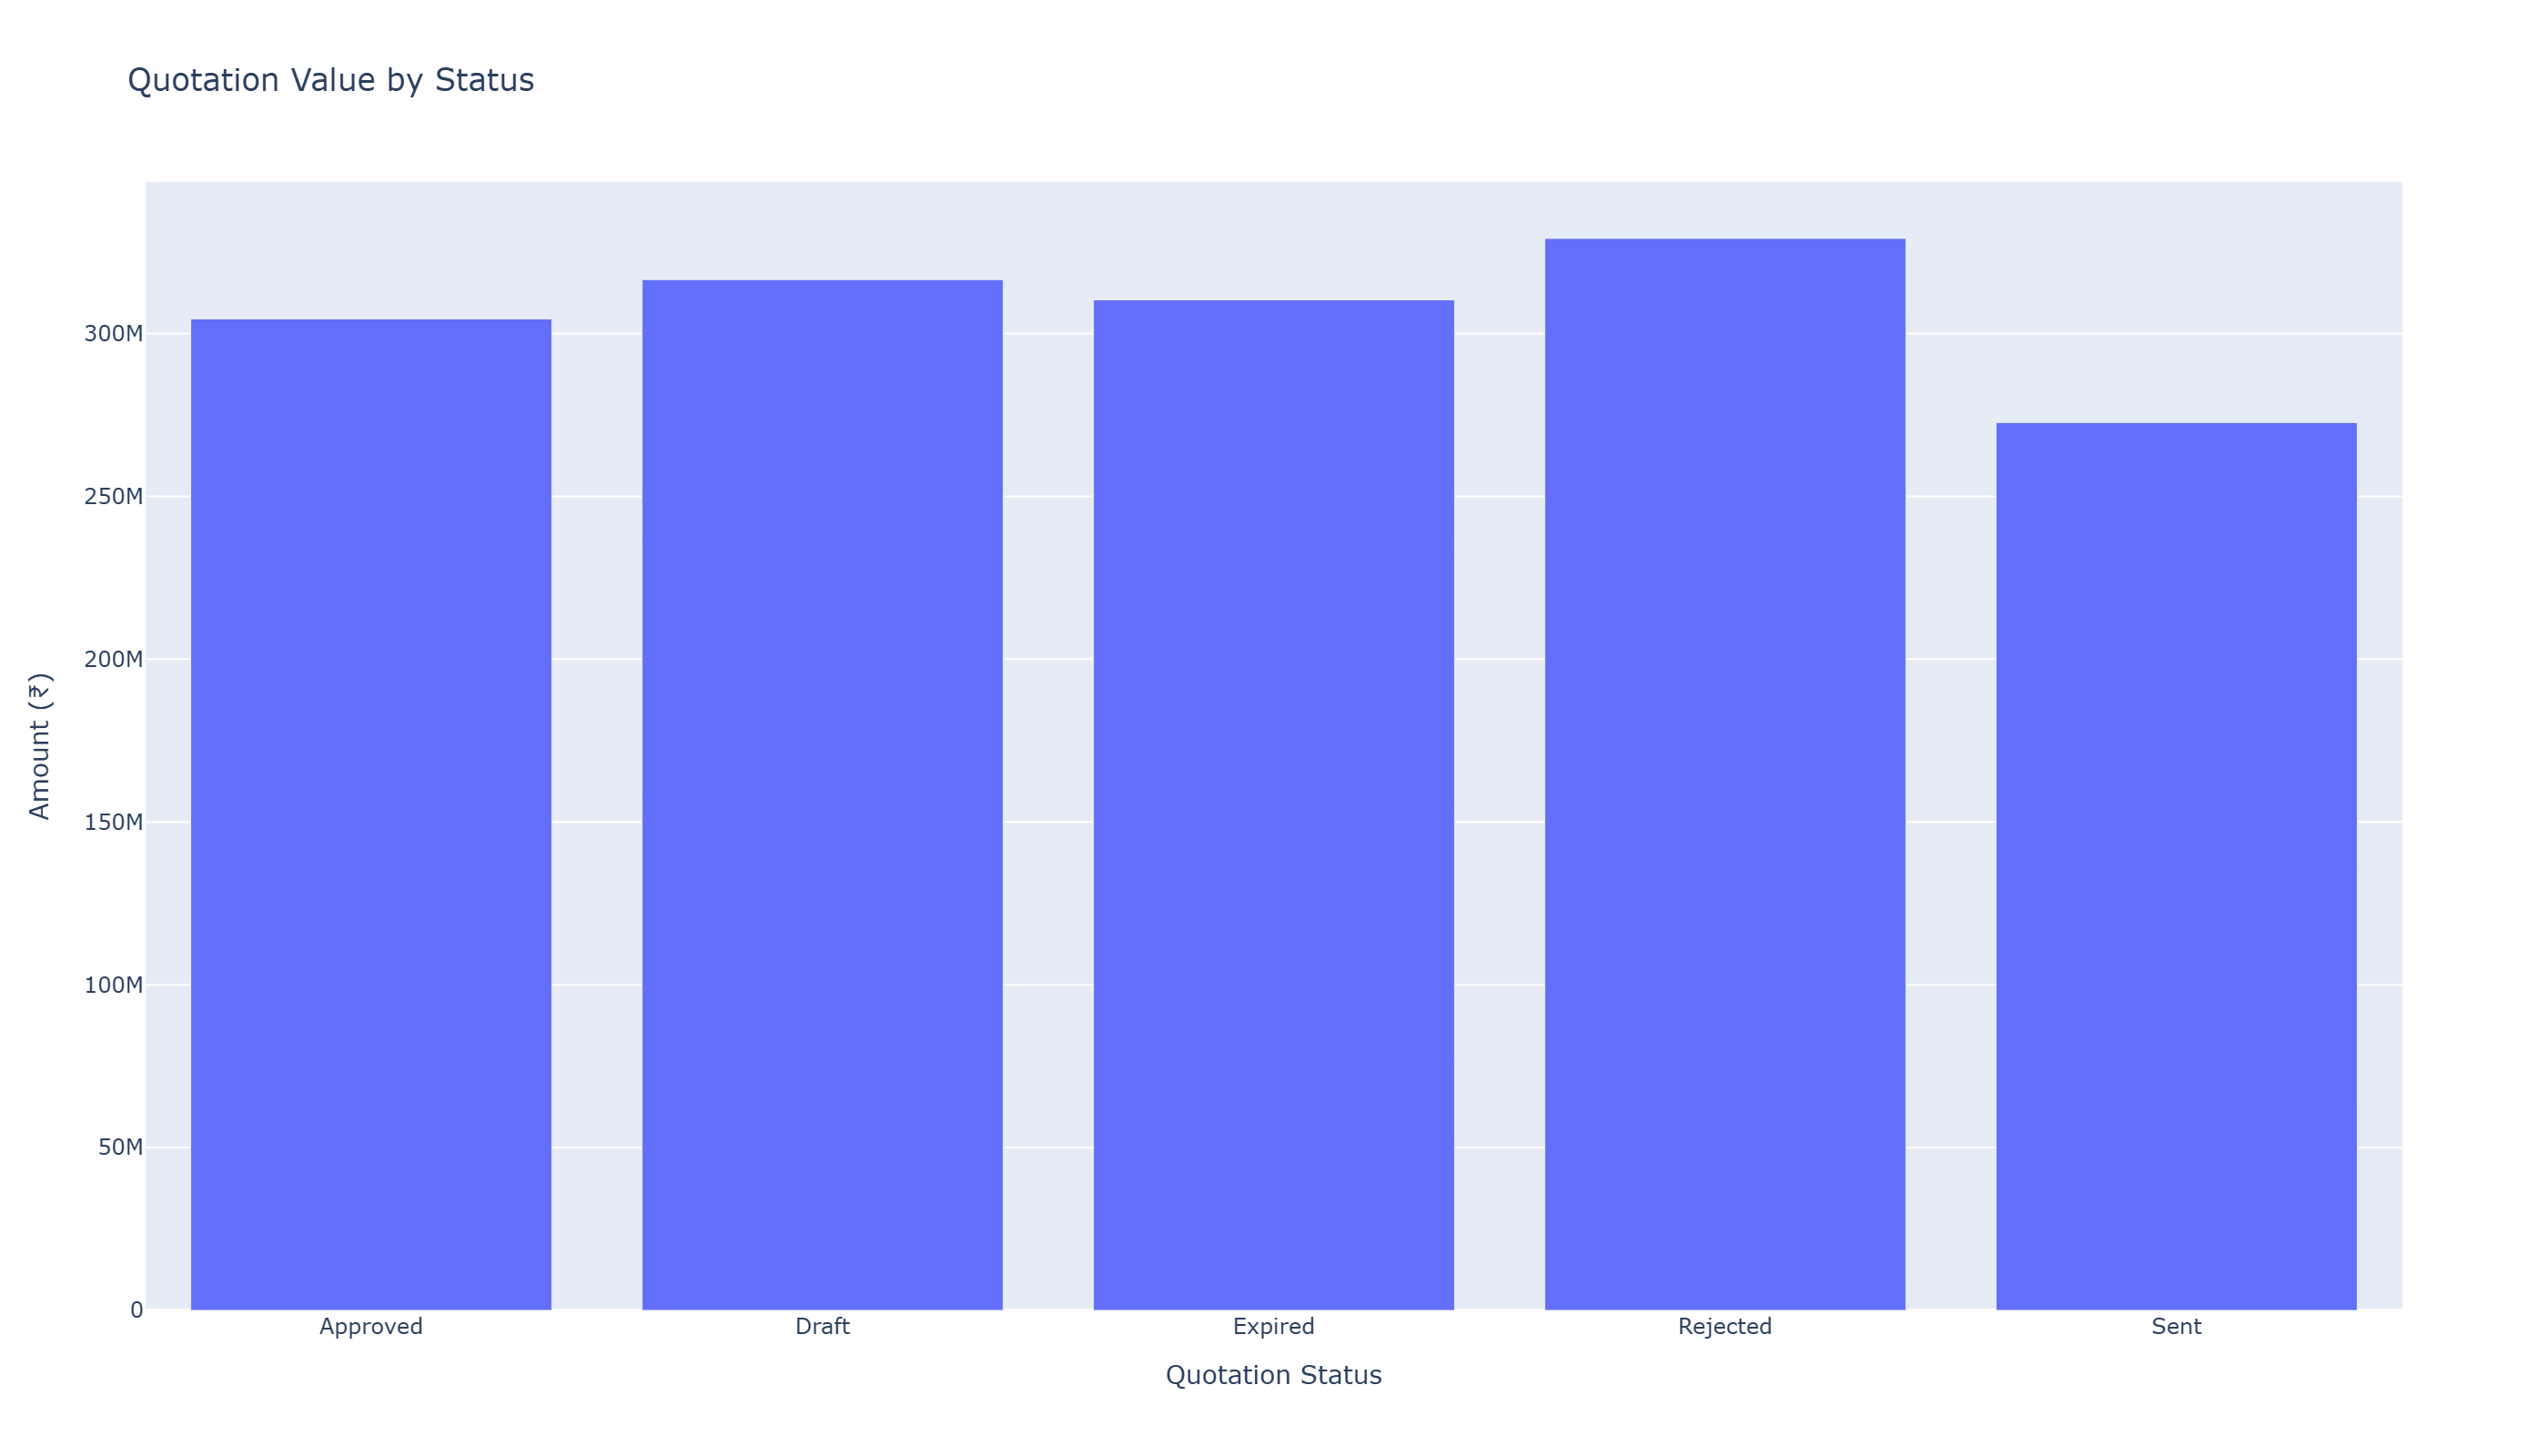 Quotation Value by Status
Amount (₹)
300M
250M
200M
150M
100M
50M
0
Approved Draft Expired Rejected Sent
Quotation Status